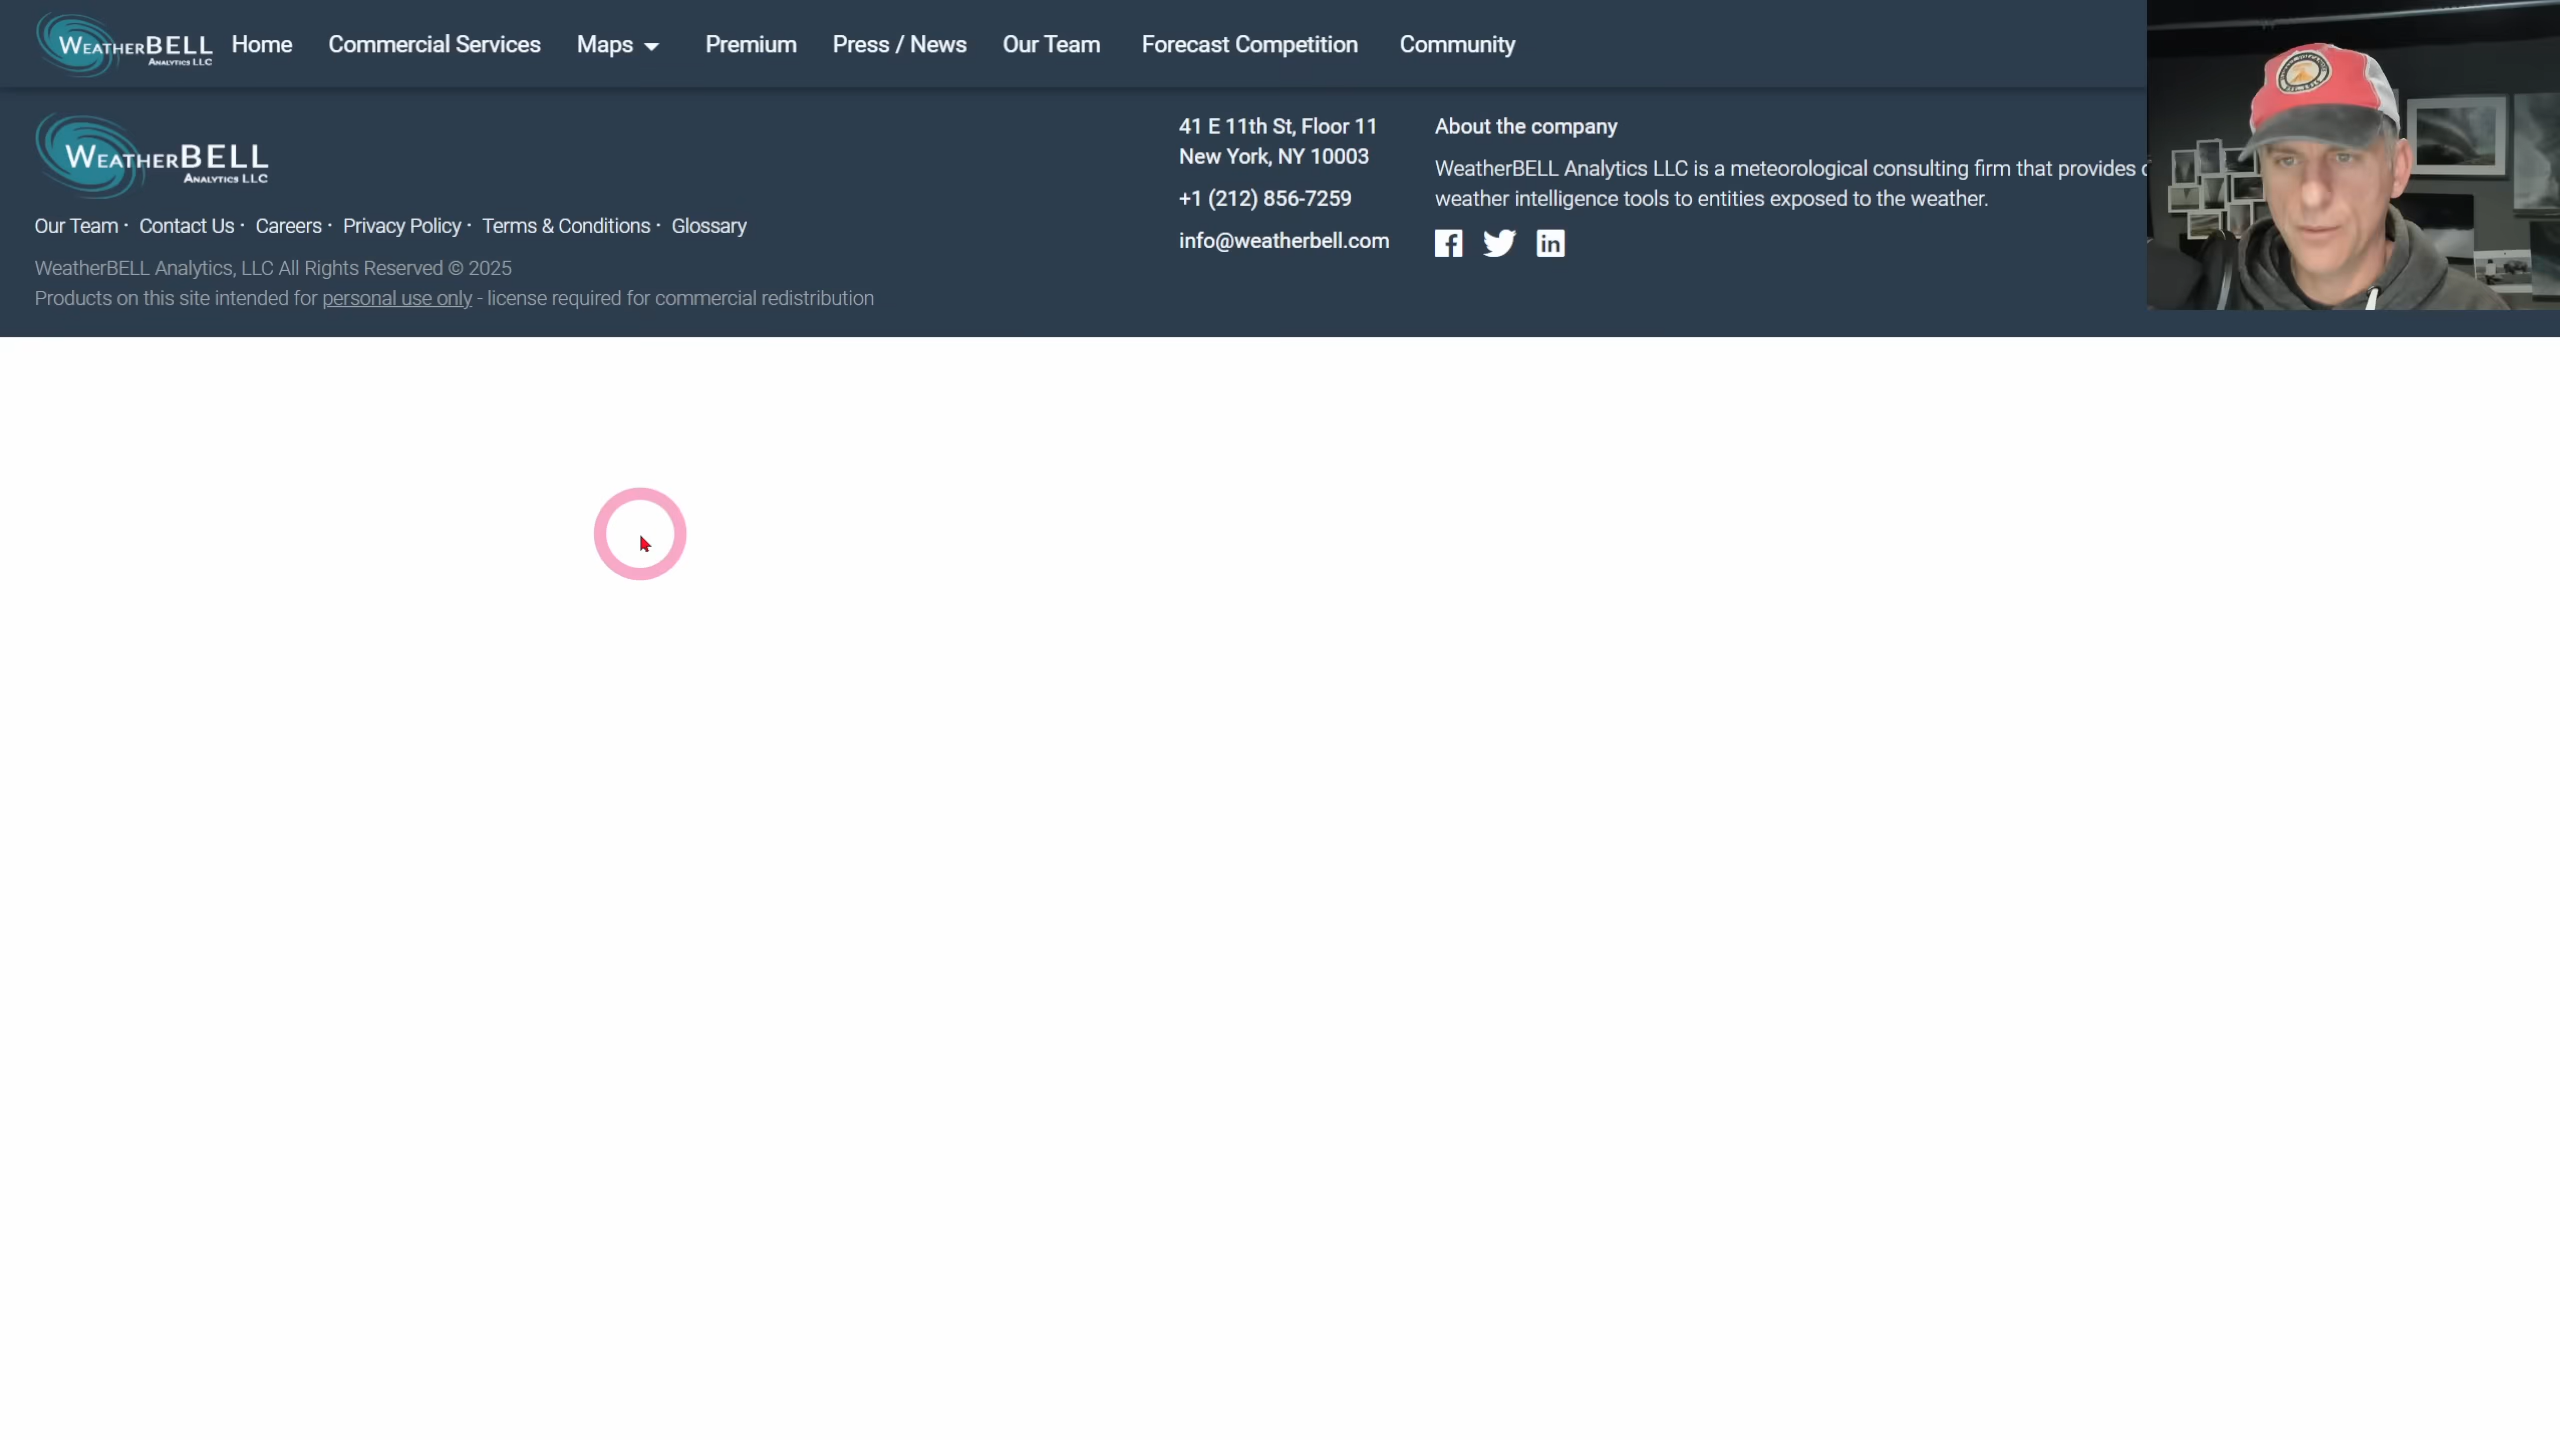 WEATHERBELL
ANALYTICS LLC
Home Commercial Services Maps Premium Press / News Our Team Forecast Competition Community
WEATHERBELL
ANALYTICS LLC
Our Team · Contact Us · Careers · Privacy Policy · Terms & Conditions · Glossary
WeatherBELL Analytics, LLC All Rights Reserved © 2025
Products on this site intended for personal use only - license required for commercial redistribution
41 E 11th St, Floor 11
New York, NY 10003
+1 (212) 856-7259
info@weatherbell.com
About the company
WeatherBELL Analytics LLC is a meteorological consulting firm that provides
weather intelligence tools to entities exposed to the weather.